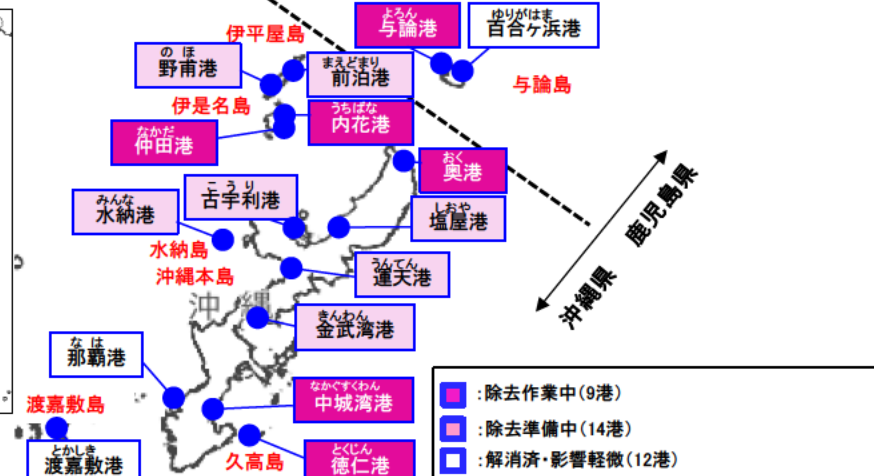 伊平屋島
よろん
与論港
ゆりがはま
百合ヶ浜港
のほ
野甫港
まえどまり
前泊港
与論島
伊是名島
うちばな
内花港
なかだ
仲田港
おく
奥港
みんな
水納港
こうり
古宇利港
しおや
塩屋港
水納島
沖縄本島
うんてん
運天港
鹿児島県
沖縄県
沖縄
きんわん
金武湾港
なは
那覇港
なかぐすくわん
中城湾港
渡嘉敷島
とかしき
渡嘉敷港
久高島
とくじん
徳仁港
:除去作業中(9港)
:除去準備中(14港)
:解消済・影響軽微(12港)